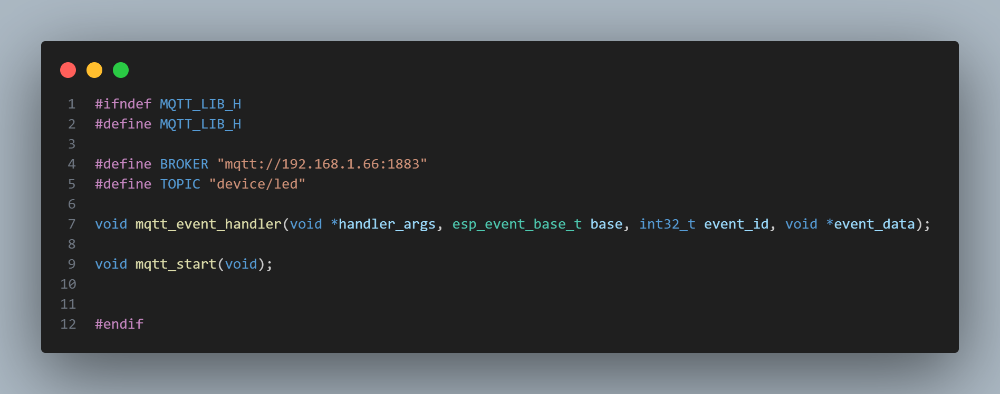 1 #ifndef MQTT_LIB_H
2 #define MQTT_LIB_H
3
4 #define BROKER "mqtt://192.168.1.66:1883"
5 #define TOPIC "device/led"
6
7 void mqtt_event_handler(void *handler_args, esp_event_base_t base, int32_t event_id, void *event_data);
8
9 void mqtt_start(void);
10
11
12 #endif